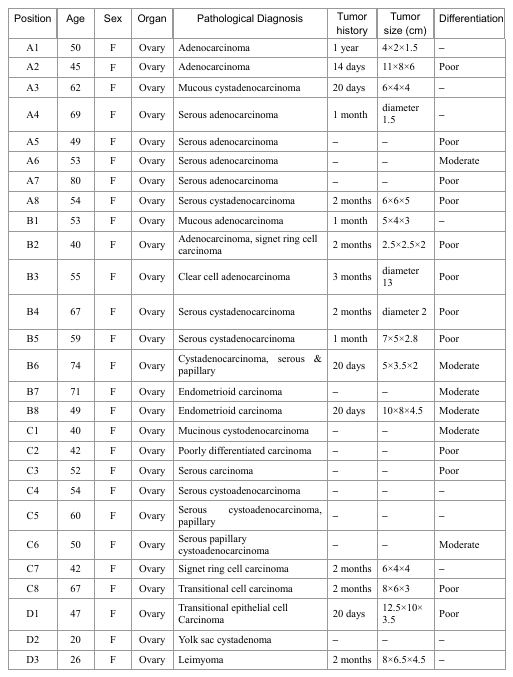 Position Age Sex Organ Pathological Diagnosis Tumor history Tumor size (cm) Differentiation
A1 50 F Ovary Adenocarcinoma 1 year 4×2×1.5 –
A2 45 F Ovary Adenocarcinoma 14 days 11×8×6 Poor
A3 62 F Ovary Mucous cystadenocarcinoma 20 days 6×4×4 –
A4 69 F Ovary Serous adenocarcinoma 1 month diameter 1.5 –
A5 49 F Ovary Serous adenocarcinoma – – Poor
A6 53 F Ovary Serous adenocarcinoma – – Moderate
A7 80 F Ovary Serous adenocarcinoma – – Poor
A8 54 F Ovary Serous cystadenocarcinoma 2 months 6×6×5 Poor
B1 53 F Ovary Mucous adenocarcinoma 1 month 5×4×3 –
B2 40 F Ovary Adenocarcinoma, signet ring cell carcinoma 2 months 2.5×2.5×2 Poor
B3 55 F Ovary Clear cell adenocarcinoma 3 months diameter 13 Poor
B4 67 F Ovary Serous cystadenocarcinoma 2 months diameter 2 Poor
B5 59 F Ovary Serous cystadenocarcinoma 1 month 7×5×2.8 Poor
B6 74 F Ovary Cystadenocarcinoma, serous & papillary 20 days 5×3.5×2 Moderate
B7 71 F Ovary Endometrioid carcinoma – – Moderate
B8 49 F Ovary Endometrioid carcinoma 20 days 10×8×4.5 Moderate
C1 40 F Ovary Mucinous cystodenocarcinoma – – Moderate
C2 42 F Ovary Poorly differentiated carcinoma – – Poor
C3 52 F Ovary Serous carcinoma – – Poor
C4 54 F Ovary Serous cystoadenocarcinoma – – –
C5 60 F Ovary Serous cystoadenocarcinoma, papillary – – –
C6 50 F Ovary Serous papillary cystoadenocarcinoma – – Moderate
C7 42 F Ovary Signet ring cell carcinoma 2 months 6×4×4 –
C8 67 F Ovary Transitional cell carcinoma 2 months 8×6×3 Poor
D1 47 F Ovary Transitional epithelial cell Carcinoma 20 days 12.5×10× 3.5 Poor
D2 20 F Ovary Yolk sac cystadenoma – – –
D3 26 F Ovary Leimyoma 2 months 8×6.5×4.5 –